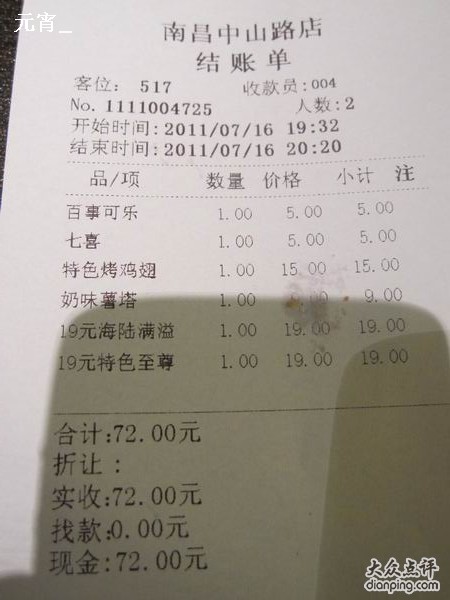 元宵_
南昌中山路店
结账单
客位： 517 收款员:004
No. 1111004725 人数:2
开始时间:2011/07/16 19:32
结束时间:2011/07/16 20:20
品/项 数量 价格 小计 注
百事可乐 1.00 5.00 5.00
七喜 1.00 5.00 5.00
特色烤鸡翅 1.00 15.00 15.00
奶味薯塔 1.00 9.00
19元海陆满溢 1.00 19.00 19.00
19元特色至尊 1.00 19.00 19.00
合计:72.00元
折让：
实收:72.00元
找款:0.00元
现金:72.00元
大众点评
dianping.com